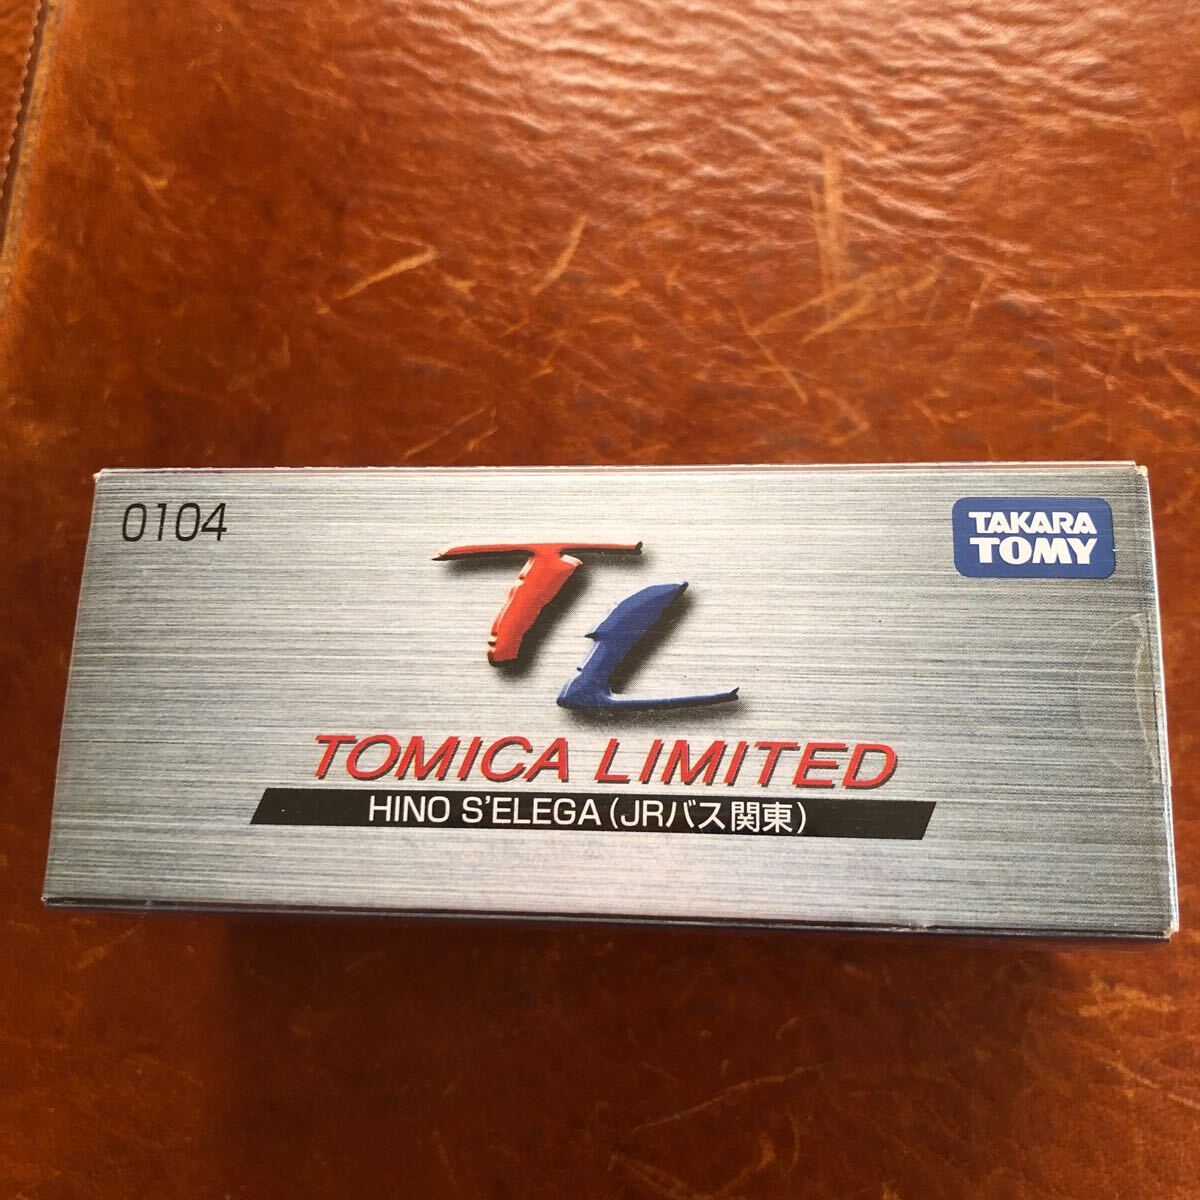 0104
TAKARA
TOMY
TL
TOMICA LIMITED
HINO S'ELEGA(JRバス関東)